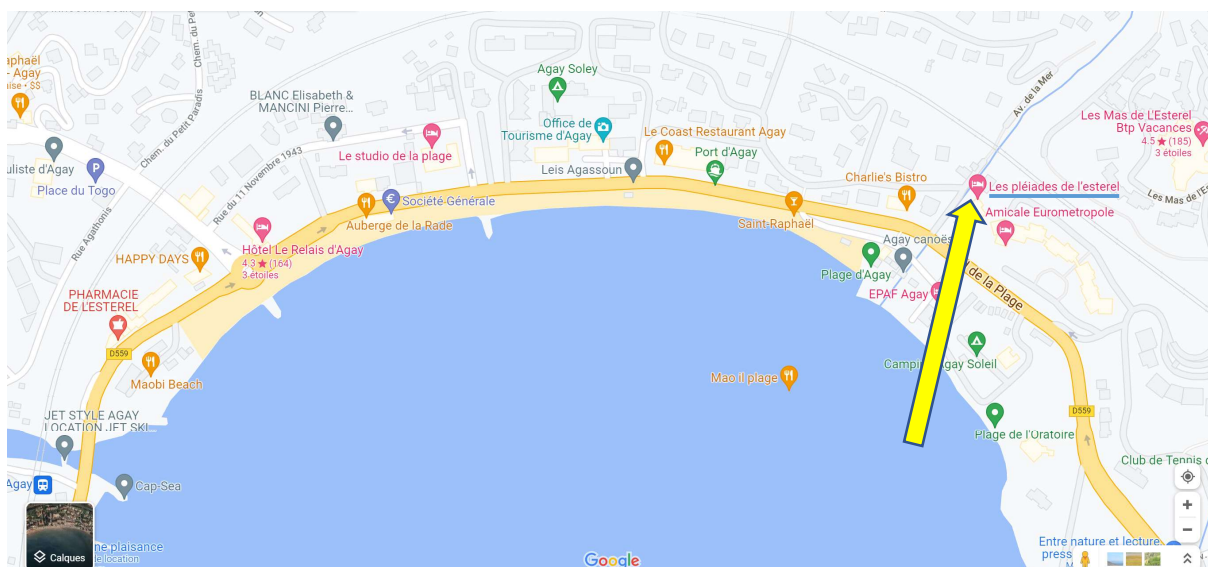 aphaël
- Agay
aise • $$
Chem. du Petit Paradis
Chem. du P
BLANC Elisabeth &
MANCINI Pierre...
Agay Soley
Office de
Tourisme d'Agay
Le Coast Restaurant Agay
Av. de la Mer
Les Mas de L'Esterel
Btp Vacances
4.5 ★ (185)
3 étoiles
uliste d'Agay
Place du Togo
Rue du 11 Novembre 1943
Le studio de la plage
Leis Agassoun
Port d'Agay
Charlie's Bistro
Les pléiades de l'esterel
Les Mas de l'Es
Société Générale
Auberge de la Rade
Saint-Raphaël
Amicale Eurometropole
Rue Agathonis
Hôtel Le Relais d'Agay
4.3 ★ (164)
3 étoiles
HAPPY DAYS
Agay canoës
Plage d'Agay
de la Plage
EPAF Agay
PHARMACIE
DE L'ESTEREL
D559
Maobi Beach
Mao il plage
Agay Soleil
D559
JET STYLE AGAY
LOCATION JET SKI...
Plage de l'Oratoire
Club de Tennis d
Agay
Cap-Sea
ne plaisance
e location
Calques
Google
Entre nature et lecture,
press